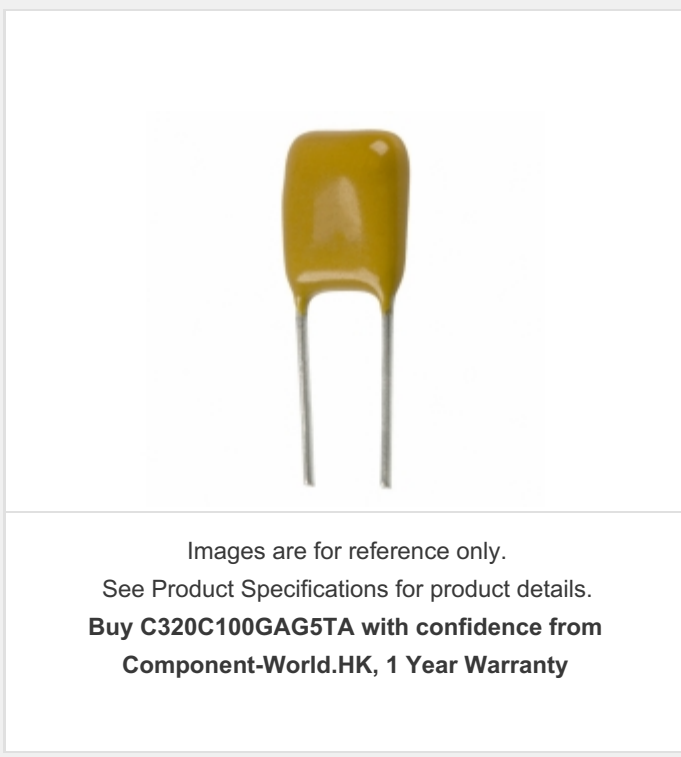 Images are for reference only.
See Product Specifications for product details.
Buy C320C100GAG5TA with confidence from
Component-World.HK, 1 Year Warranty